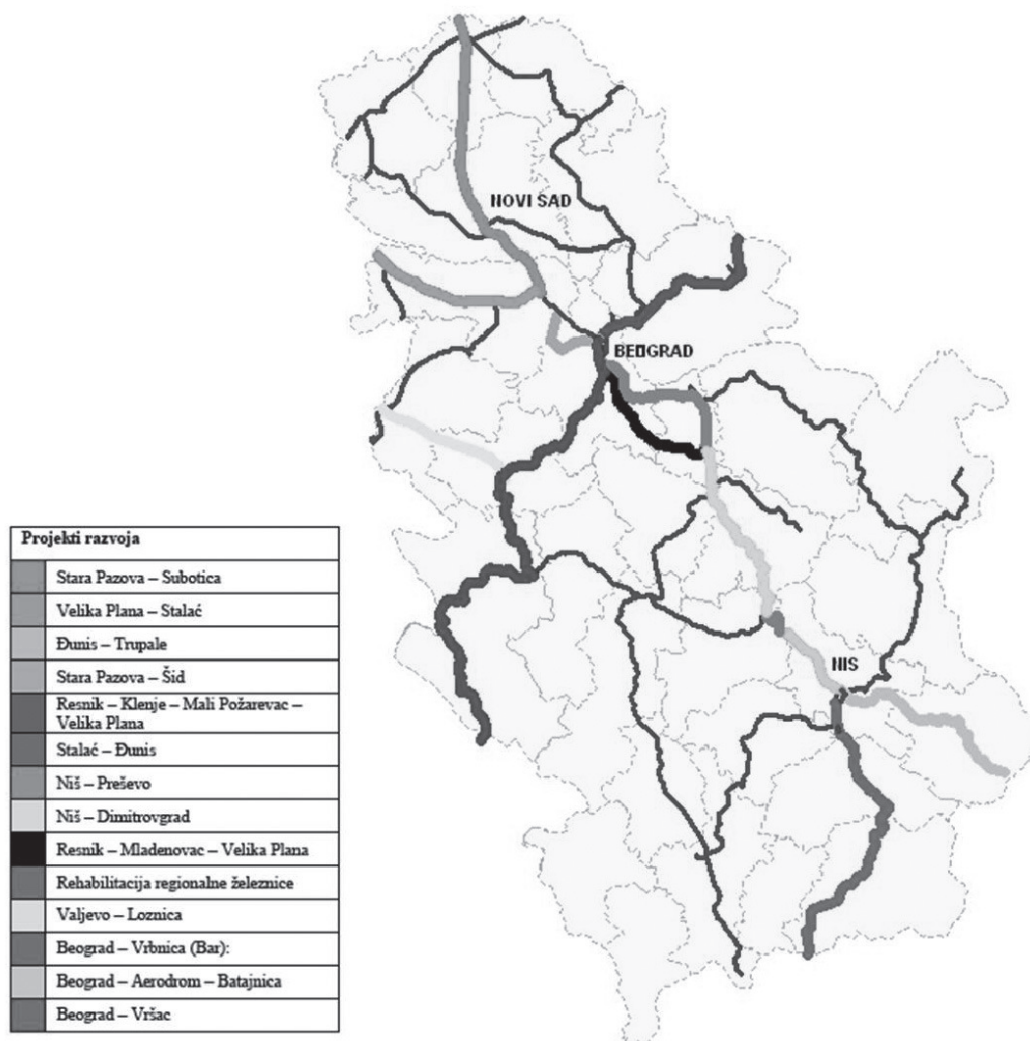 NOVI SAD
BEOGRAD
NIS
Projekti razvoja
Stara Pazova – Subotica
Velika Plana – Stalać
Đunis – Trupale
Stara Pazova – Šid
Resnik – Klenje – Mali Požarevac –
Velika Plana
Stalać – Đunis
Niš – Preševo
Niš – Dimitrovgrad
Resnik – Mladenovac – Velika Plana
Rehabilitacija regionalne železnice
Valjevo – Loznica
Beograd – Vrbnica (Bar):
Beograd – Aerodrom – Batajnica
Beograd – Vršac